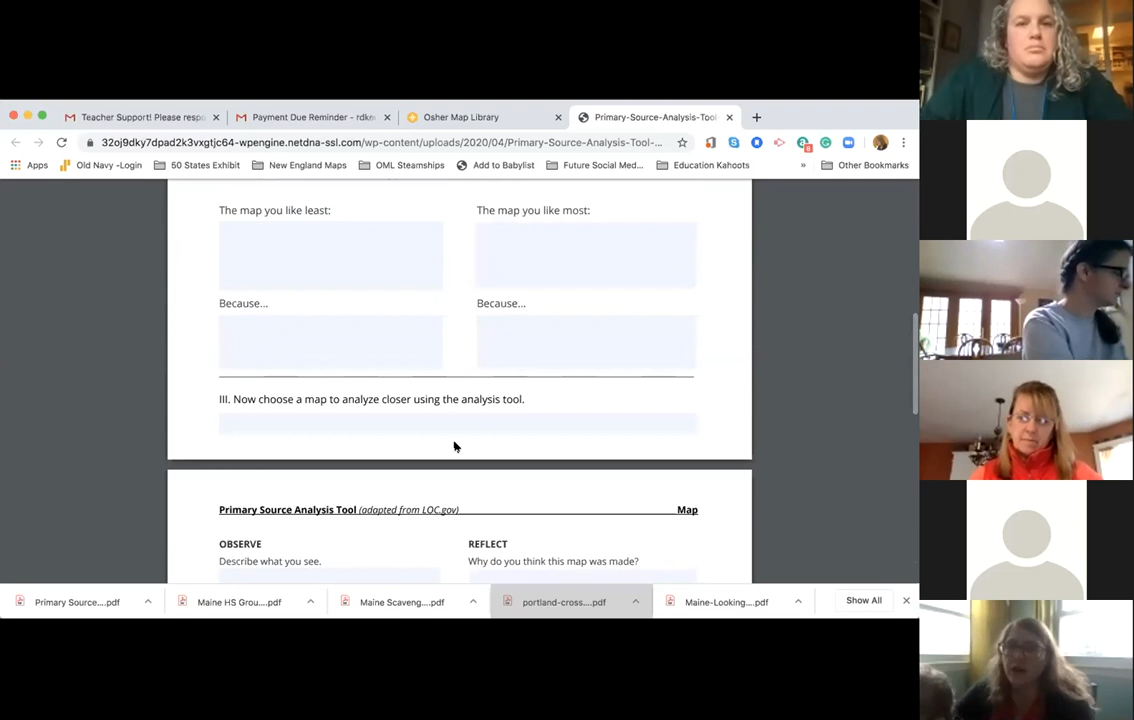 Teacher Support! Please respo
Payment Due Reminder - rdkn
Osher Map Library
Primary-Source-Analysis-Tool-
32oj9dky7dpad2k3vxgtjc64-wpengine.netdna-ssl.com/wp-content/uploads/2020/04/Primary-Source-Analysis-Tool-...
Apps
Old Navy -Login
50 States Exhibit
New England Maps
OML Steamships
Add to Babylist
Future Social Med...
Education Kahoots
»
Other Bookmarks
The map you like least:
The map you like most:
Because...
Because...
III. Now choose a map to analyze closer using the analysis tool.
Primary Source Analysis Tool (adapted from LOC.gov)
Map
OBSERVE
REFLECT
Describe what you see.
Why do you think this map was made?
Primary Source....pdf
Maine HS Grou....pdf
Maine Scaveng....pdf
portland-cross....pdf
Maine-Looking....pdf
Show All